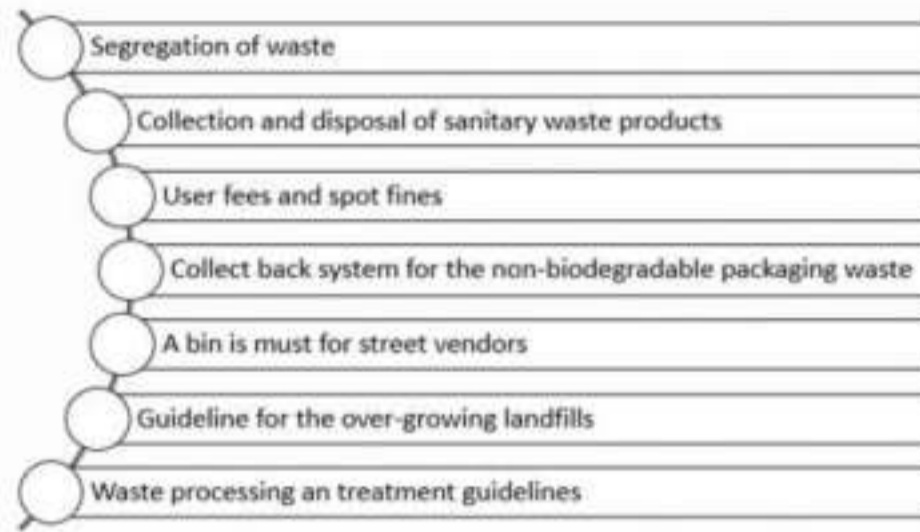 Segregation of waste
Collection and disposal of sanitary waste products
User fees and spot fines
Collect back system for the non-biodegradable packaging waste
A bin is must for street vendors
Guideline for the over-growing landfills
Waste processing an treatment guidelines